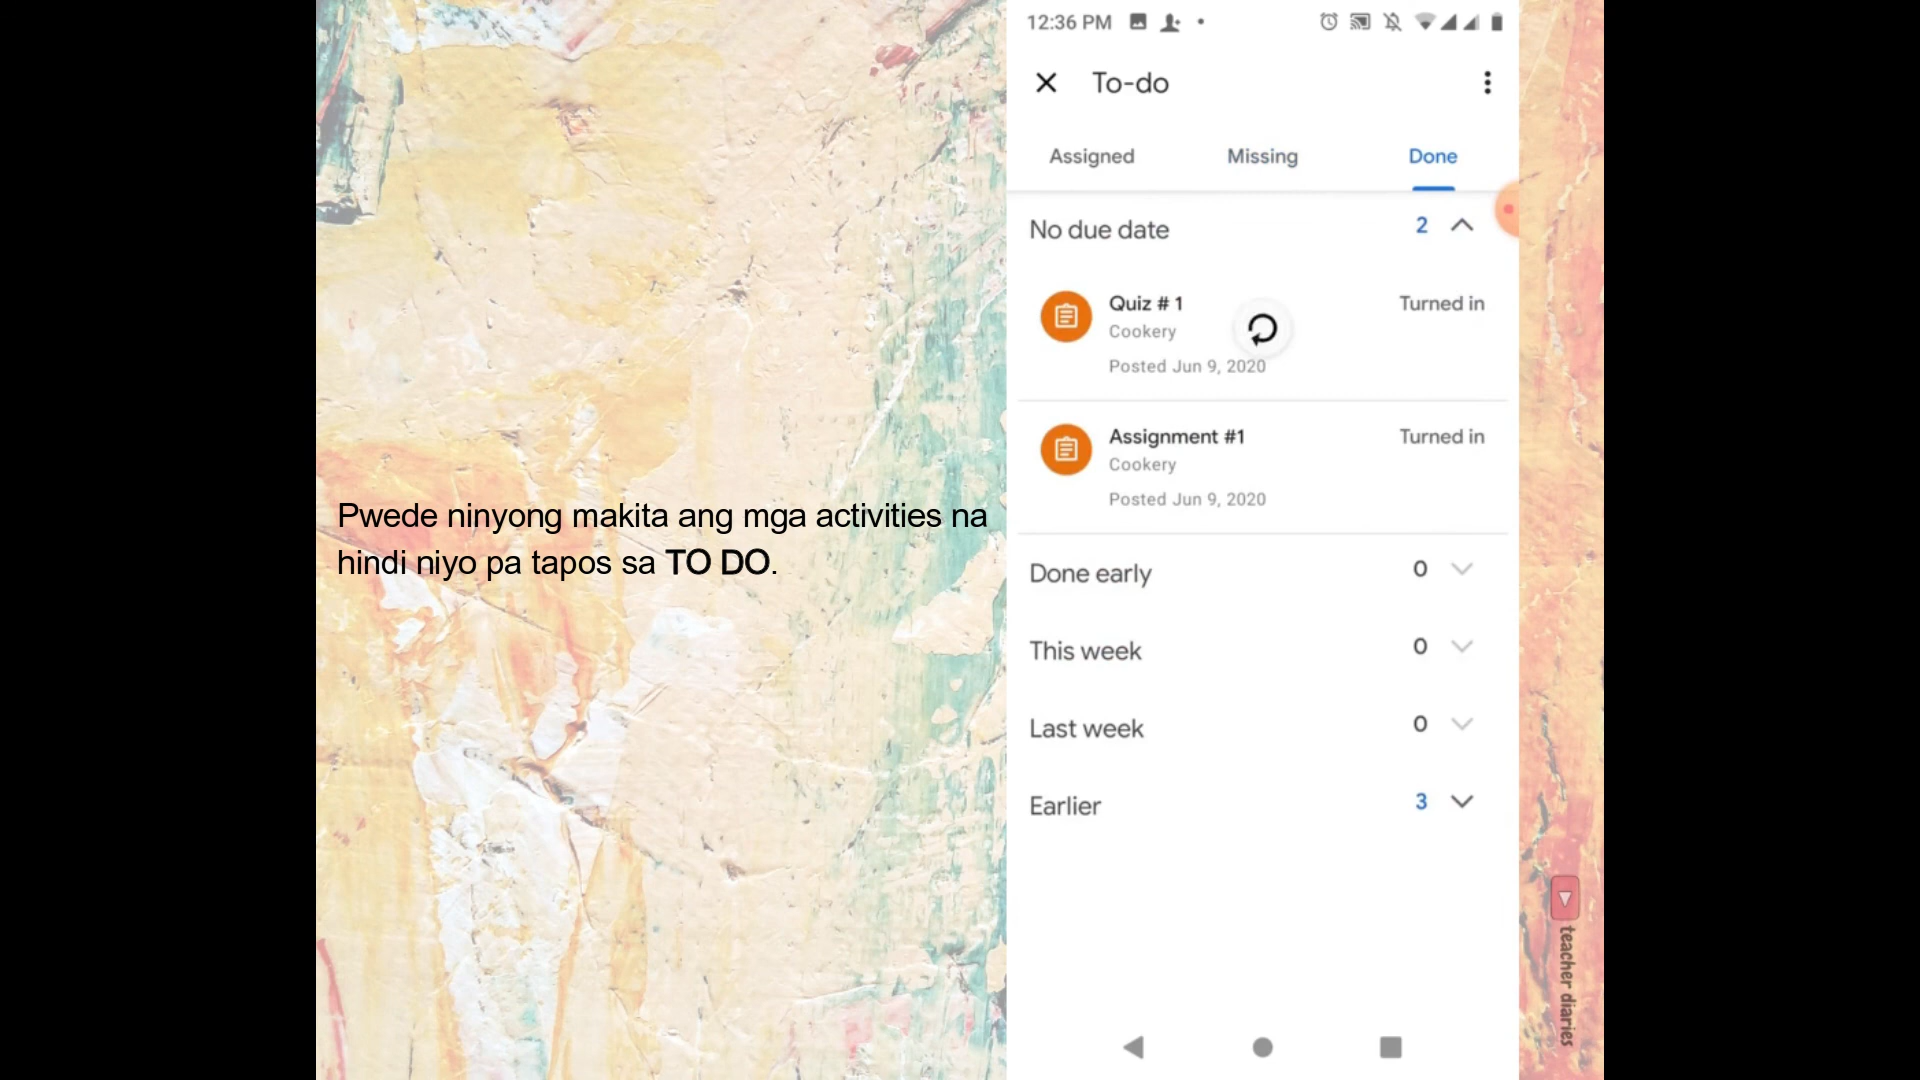 Pwede ninyong makita ang mga activities na
hindi niyo pa tapos sa TO DO.
12:36 PM
To-do
Assigned Missing Done
No due date 2
Quiz # 1 Turned in
Cookery
Posted Jun 9, 2020
Assignment #1 Turned in
Cookery
Posted Jun 9, 2020
Done early 0
This week 0
Last week 0
Earlier 3
teacher diaries